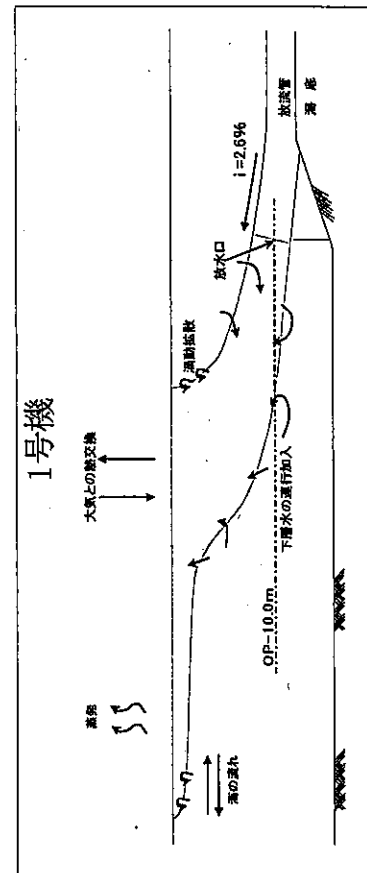 1号機
蒸発
大気との熱交換
渦動拡散
i=2.6%
放流管
海底
放水口
下層水の連行加入
OP-10.0m
海の流れ